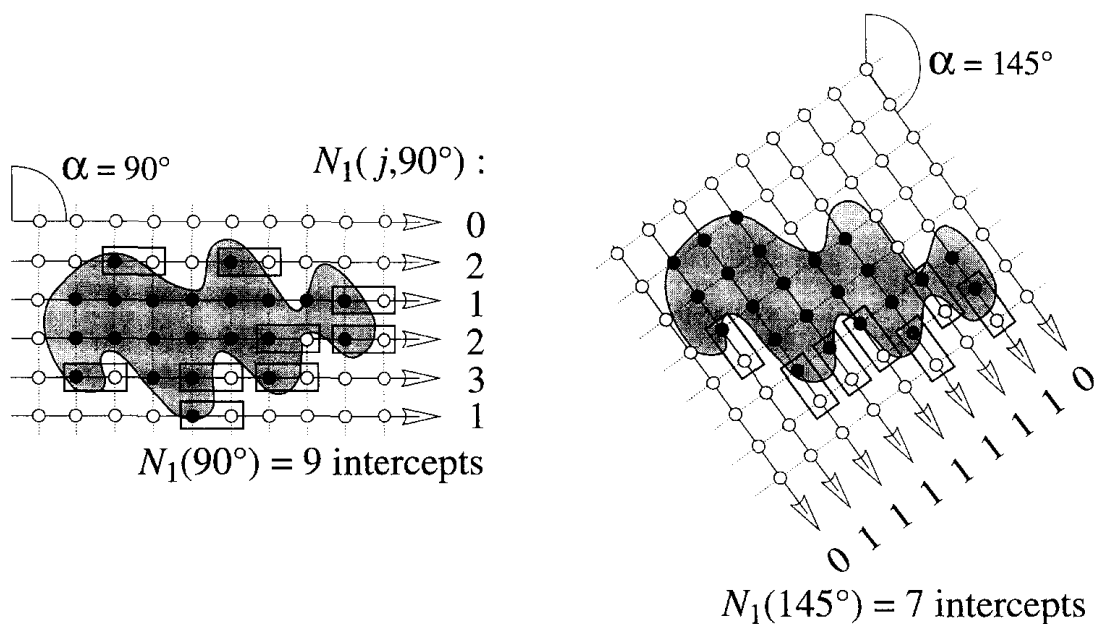 α = 90°
N₁(j,90°) :
0
2
1
2
3
1
N₁(90°) = 9 intercepts
α = 145°
0 1 1 1 1 1 1 1 0
N₁(145°) = 7 intercepts